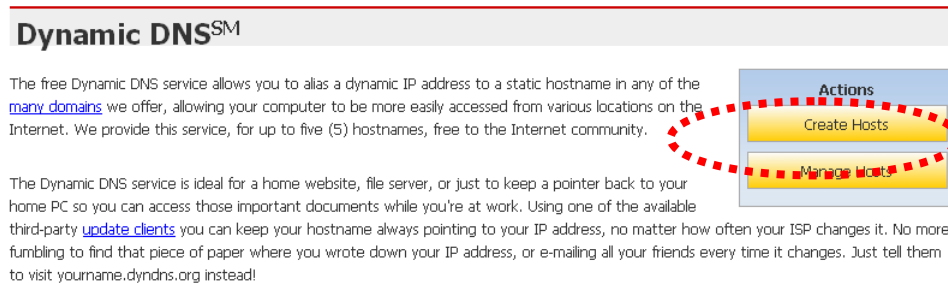 Dynamic DNS℠
The free Dynamic DNS service allows you to alias a dynamic IP address to a static hostname in any of the
many domains we offer, allowing your computer to be more easily accessed from various locations on the
Internet. We provide this service, for up to five (5) hostnames, free to the Internet community.
Actions
Create Hosts
Manage Hosts
The Dynamic DNS service is ideal for a home website, file server, or just to keep a pointer back to your
home PC so you can access those important documents while you're at work. Using one of the available
third-party update clients you can keep your hostname always pointing to your IP address, no matter how often your ISP changes it. No more
fumbling to find that piece of paper where you wrote down your IP address, or e-mailing all your friends every time it changes. Just tell them
to visit yourname.dyndns.org instead!